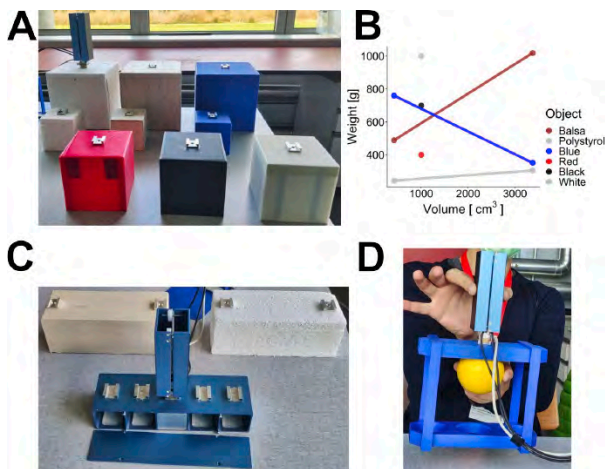 A
B
Weight [g]
1000
800
600
400
1000
2000
3000
Volume [ cm³ ]
Object
Balsa
Polystyrol
Blue
Red
Black
White
C
D